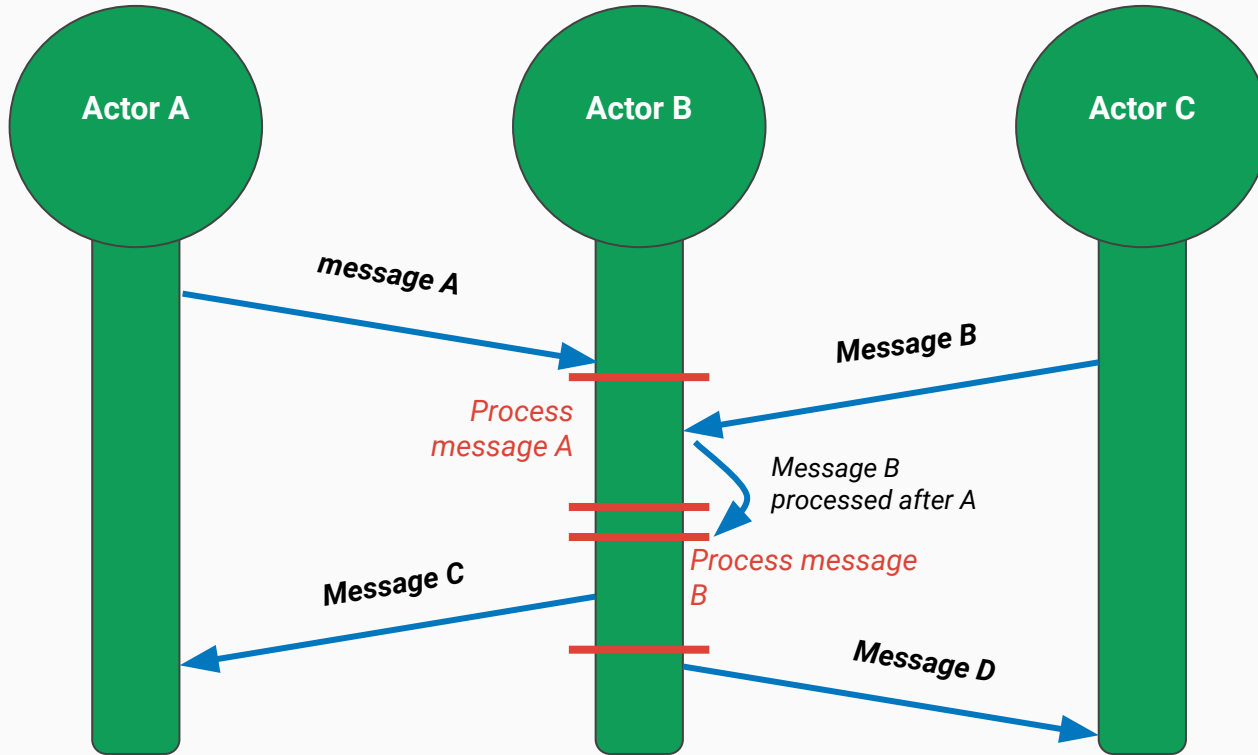 Actor A
Actor B
Actor C
message A
Message B
Process
message A
Message B
processed after A
Process message
B
Message C
Message D